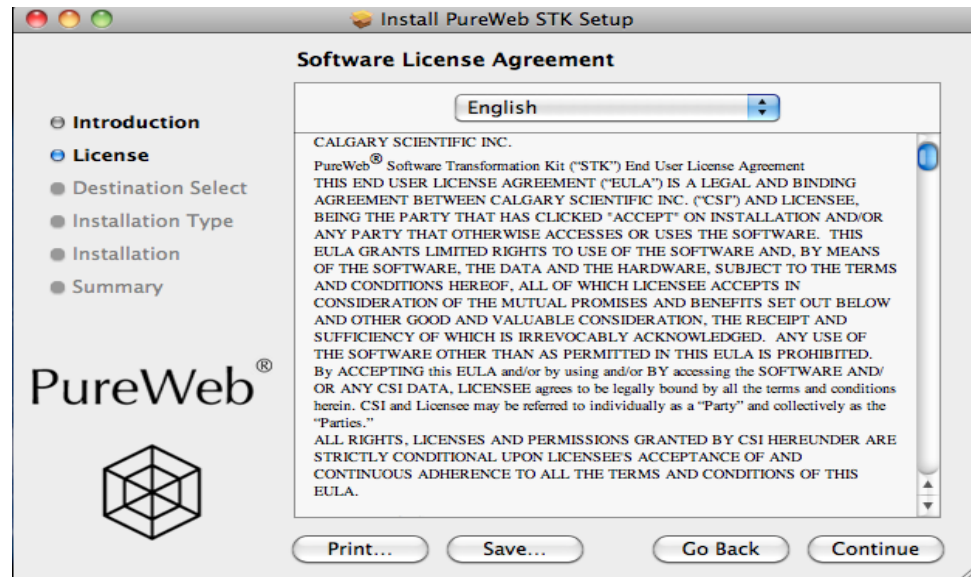 Install PureWeb STK Setup
Software License Agreement
Introduction
License
Destination Select
Installation Type
Installation
Summary
PureWeb®
English
CALGARY SCIENTIFIC INC.
PureWeb® Software Transformation Kit (“STK”) End User License Agreement
THIS END USER LICENSE AGREEMENT (“EULA”) IS A LEGAL AND BINDING
AGREEMENT BETWEEN CALGARY SCIENTIFIC INC. (“CSI”) AND LICENSEE,
BEING THE PARTY THAT HAS CLICKED "ACCEPT" ON INSTALLATION AND/OR
ANY PARTY THAT OTHERWISE ACCESSES OR USES THE SOFTWARE.  THIS
EULA GRANTS LIMITED RIGHTS TO USE OF THE SOFTWARE AND, BY MEANS
OF THE SOFTWARE, THE DATA AND THE HARDWARE, SUBJECT TO THE TERMS
AND CONDITIONS HEREOF, ALL OF WHICH LICENSEE ACCEPTS IN
CONSIDERATION OF THE MUTUAL PROMISES AND BENEFITS SET OUT BELOW
AND OTHER GOOD AND VALUABLE CONSIDERATION, THE RECEIPT AND
SUFFICIENCY OF WHICH IS IRREVOCABLY ACKNOWLEDGED.  ANY USE OF
THE SOFTWARE OTHER THAN AS PERMITTED IN THIS EULA IS PROHIBITED.
By ACCEPTING this EULA and/or by using and/or BY accessing the SOFTWARE AND/
OR ANY CSI DATA, LICENSEE agrees to be legally bound by all the terms and conditions
herein. CSI and Licensee may be referred to individually as a “Party” and collectively as the
“Parties.”
ALL RIGHTS, LICENSES AND PERMISSIONS GRANTED BY CSI HEREUNDER ARE
STRICTLY CONDITIONAL UPON LICENSEE'S ACCEPTANCE OF AND
CONTINUOUS ADHERENCE TO ALL THE TERMS AND CONDITIONS OF THIS
EULA.
Print...
Save...
Go Back
Continue